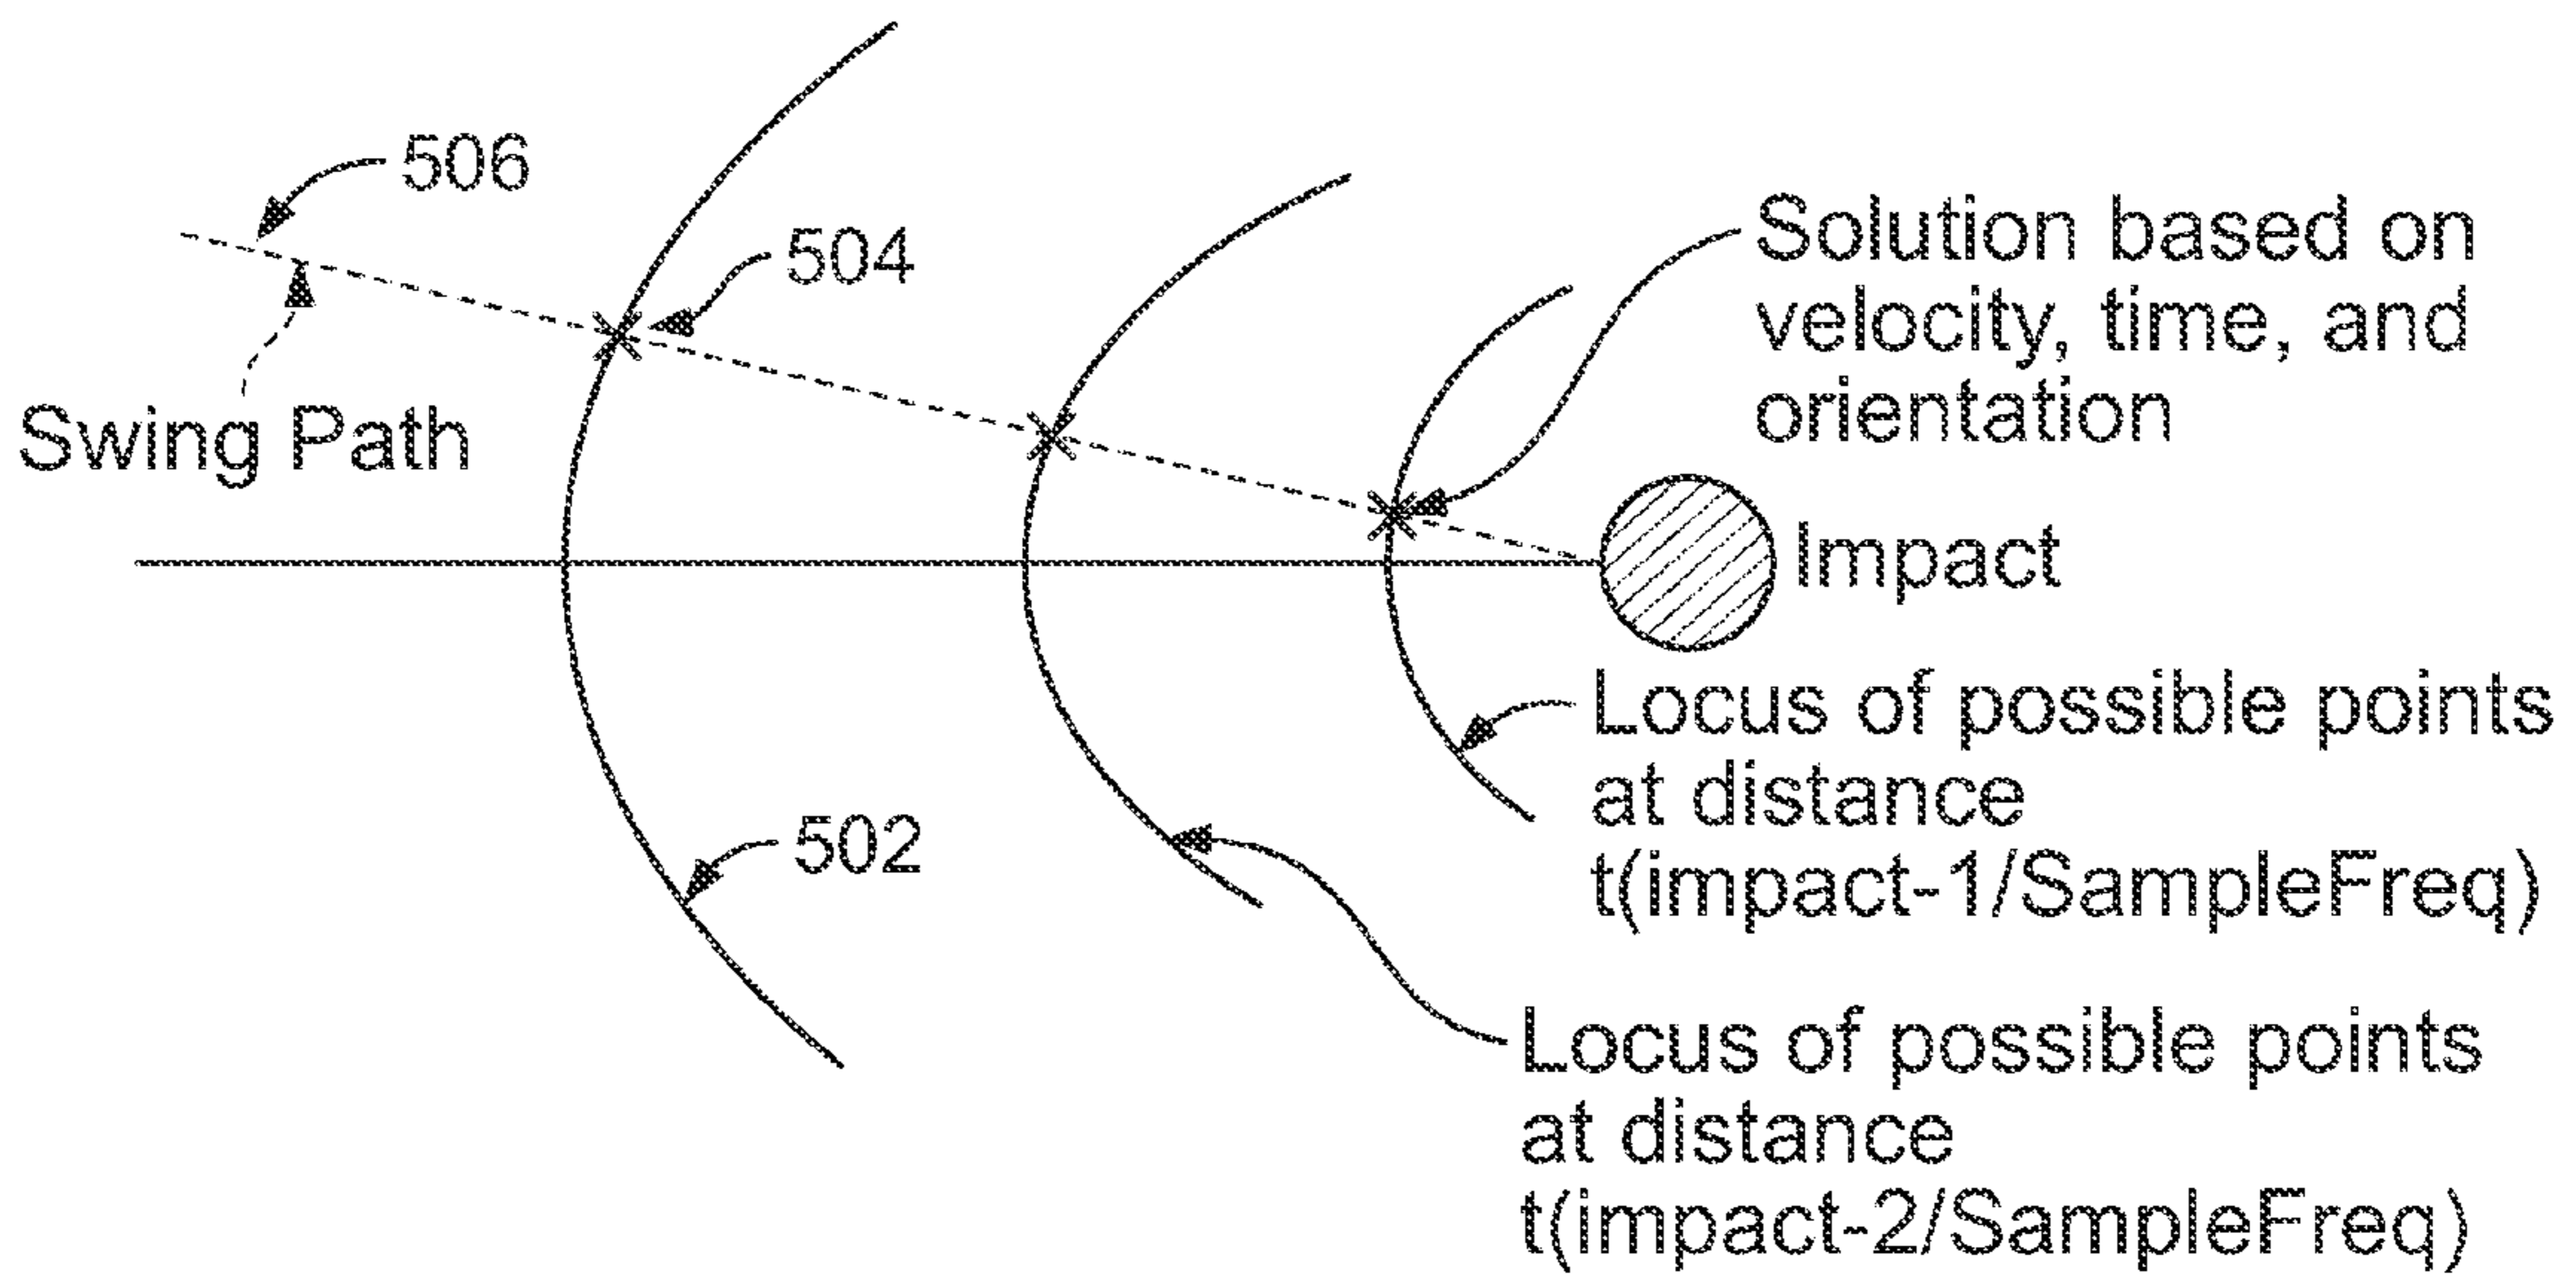 506
504
Swing Path
Solution based on
velocity, time, and
orientation
Impact
Locus of possible points
at distance
t(impact-1/SampleFreq)
502
Locus of possible points
at distance
t(impact-2/SampleFreq)